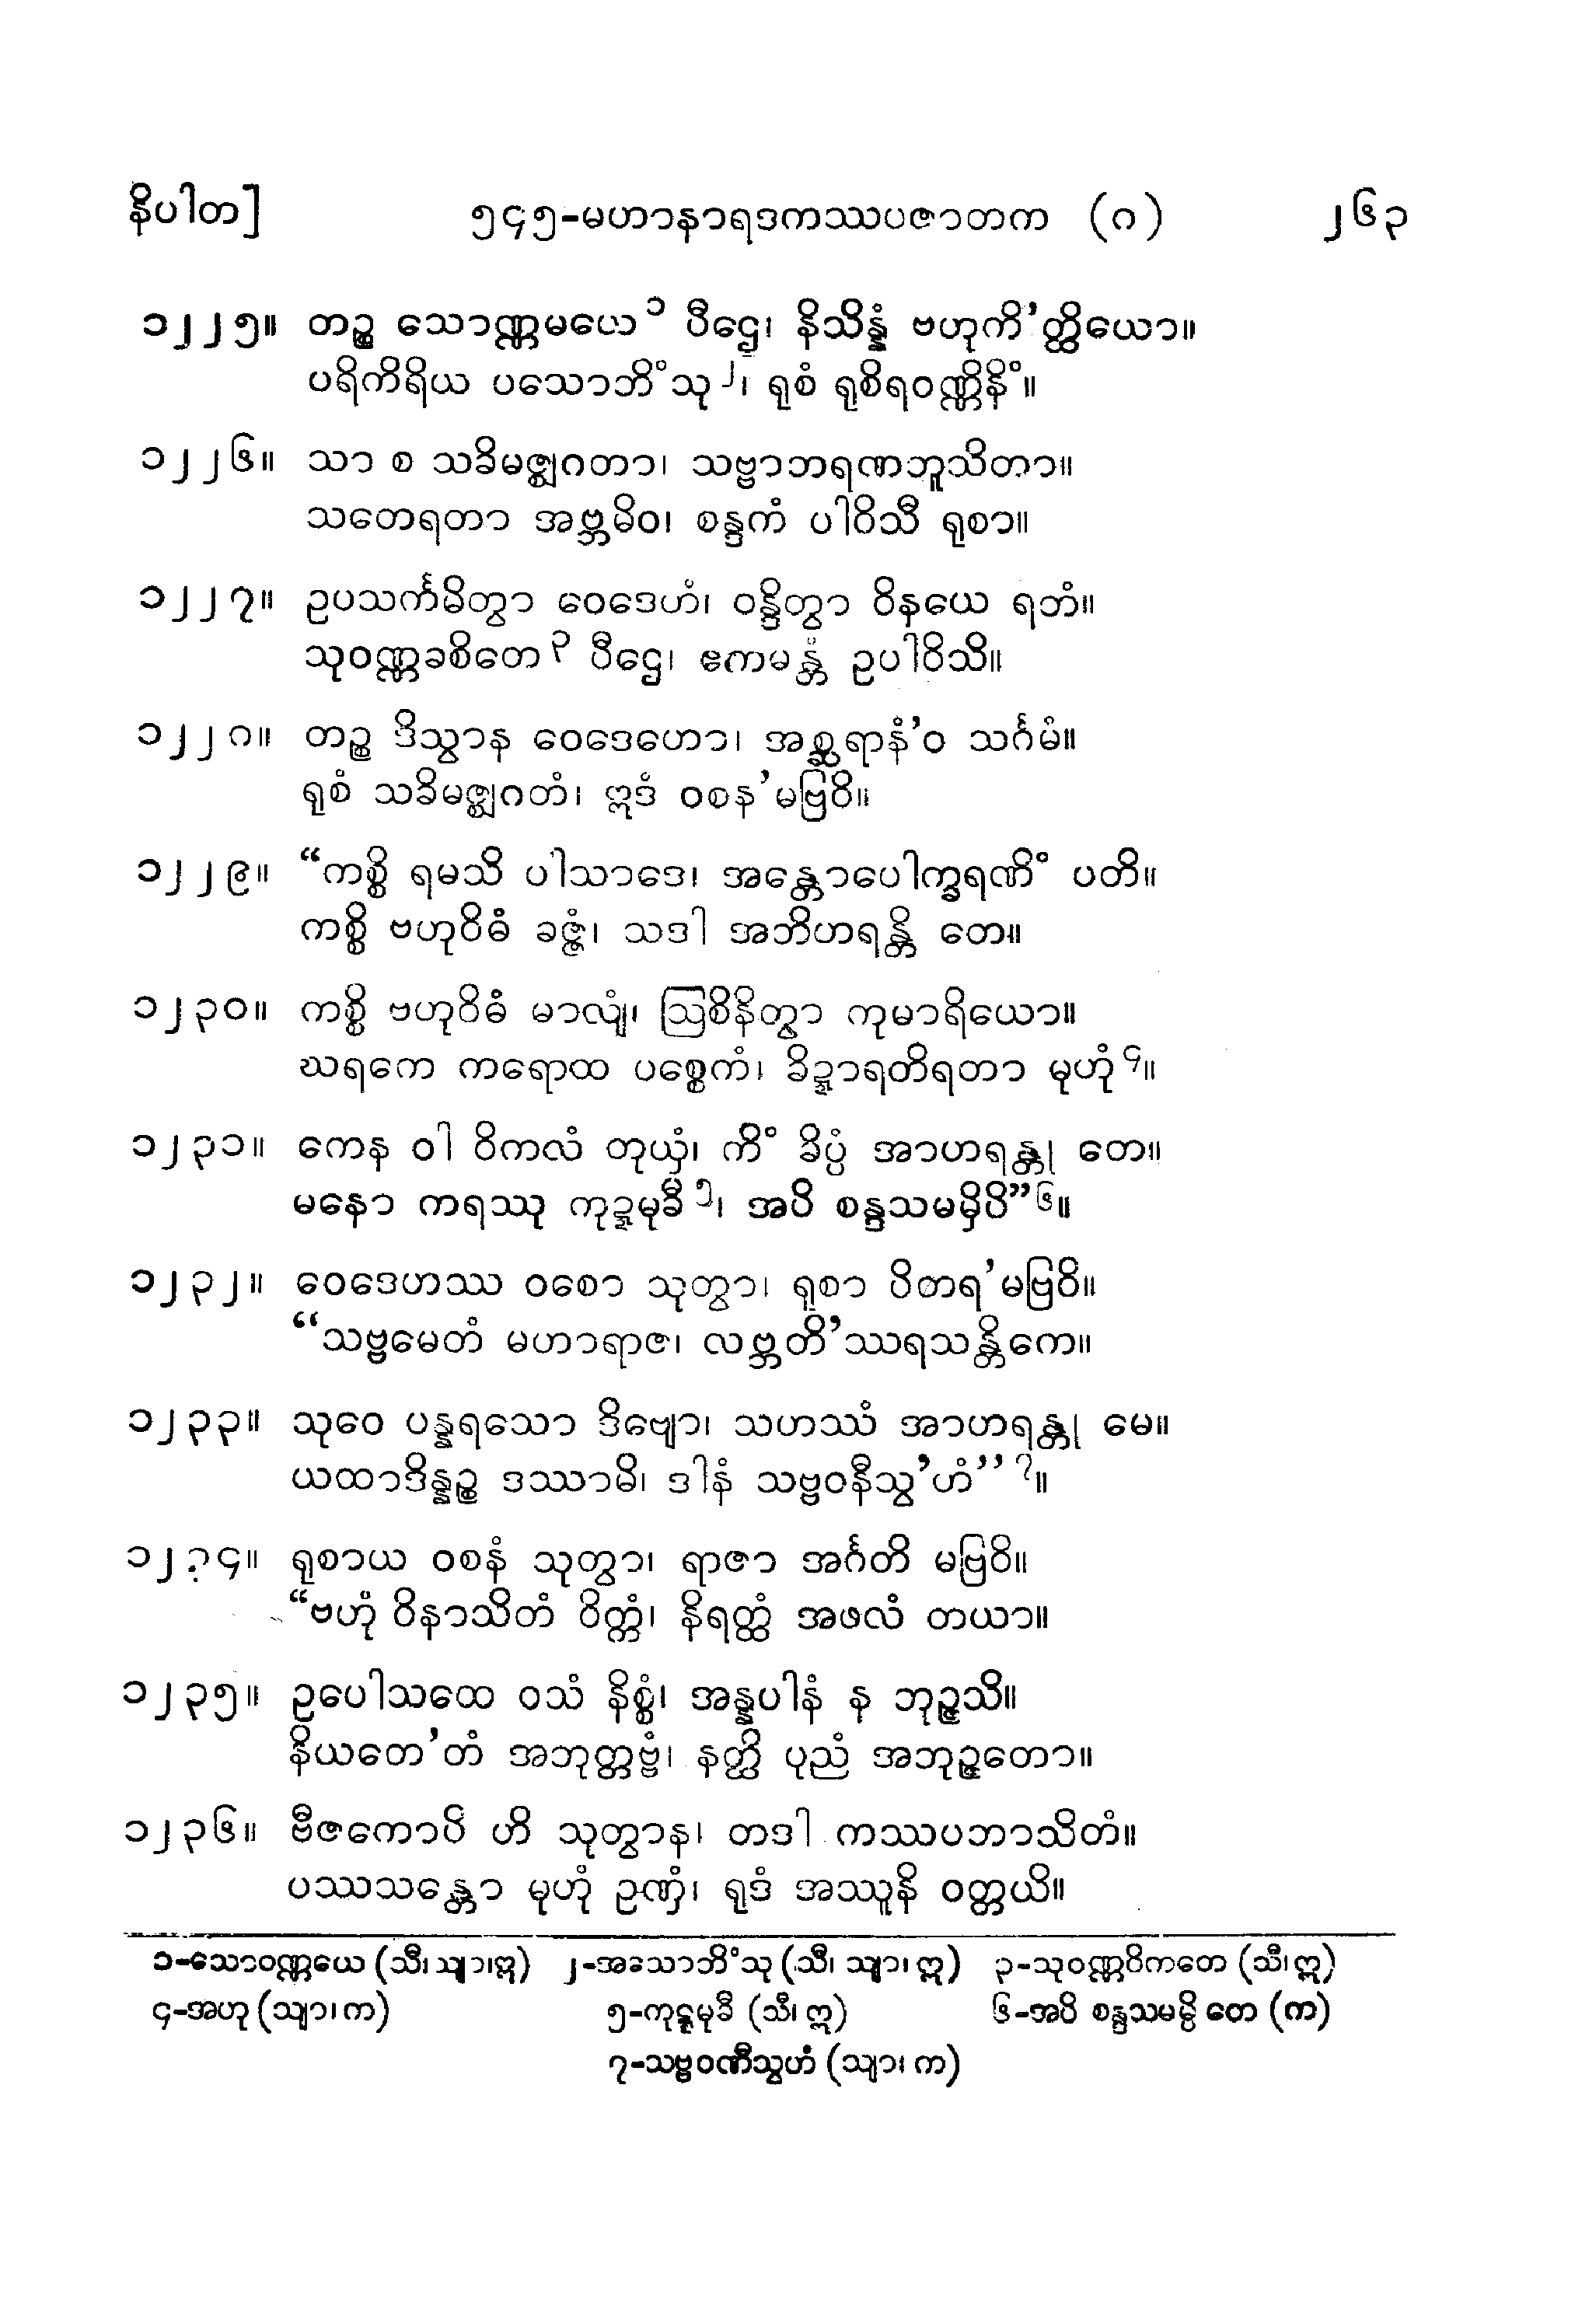 နိပါတ]
၅၄၅-မဟာနာရဒကဿပဇာတက (၈)
၂၆၃
၁၂၂၅။ တဉ္စ သောဏ္ဏမယေ ၁ ပီဌေ၊ နိသိန္နံ ဗဟုကိ’တ္ထိယော။
ပရိကိရိယ ပသောဘိံသု ၂၊ ရုစံ ရုစိရဝဏ္ဏိနိံ။
၁၂၂၆။ သာ စ သခိမဇ္ဈဂတာ၊ သဗ္ဗာဘရဏဘူသိတာ။
သတေရတာ အဗ္ဘမိဝ၊ စန္ဒကံ ပါဝိသီ ရုစာ။
၁၂၂၇။ ဥပသင်္ကမိတွာ ဝေဒေဟံ၊ ဝန္ဒိတွာ ဝိနယေ ရတံ။
သုဝဏ္ဏခစိတေ ၃ ပီဌေ၊ ဧကမန္တံ ဥပါဝိသိ။
၁၂၂၈။ တဉ္စ ဒိသွာန ဝေဒေဟော၊ အစ္ဆရာနံ’ဝ သင်္ဂမံ။
ရုစံ သခိမဇ္ဈဂတံ၊ ဣဒံ ဝစန’မဗြဝိ။
၁၂၂၉။ “ကစ္စိ ရမသိ ပါသာဒေ၊ အန္တောပေါက္ခရဏိံ ပတိ။
ကစ္စိ ဗဟုဝိဓံ ခဇ္ဇံ၊ သဒါ အဘိဟရန္တိ တေ။
၁၂၃၀။ ကစ္စိ ဗဟုဝိဓံ မာလျံ၊ ဩစိနိတွာ ကုမာရိယော။
ဃရကေ ကရောထ ပစ္စေကံ၊ ခိဍ္ဍာရတိရတာ မုဟုံ ၄။
၁၂၃၁။ ကေန ဝါ ဝိကလံ တုယှံ၊ ကိံ ခိပ္ပံ အာဟရန္တု တေ။
မနော ကရဿု ကုဍ္ဍမုခီ ၅၊ အပိ စန္ဒသမမှိပိ” ၆။
၁၂၃၂။ ဝေဒေဟဿ ဝစော သုတွာ၊ ရုစာ ပိတရ’မဗြဝိ။
“သဗ္ဗမေတံ မဟာရာဇ၊ လဗ္ဘတိ’ဿရသန္တိကေ။
၁၂၃၃။ သုဝေ ပန္နရသော ဒိဗျော၊ သဟဿံ အာဟရန္တု မေ။
ယထာဒိန္နဉ္စ ဒဿာမိ၊ ဒါနံ သဗ္ဗဝနီသွ’ဟံ’’ ၇။
၁၂၃၄။ ရုစာယ ဝစနံ သုတွာ၊ ရာဇာ အင်္ဂတိ မဗြဝိ။
“ဗဟုံ ဝိနာသိတံ ဝိတ္တံ၊ နိရတ္ထံ အဖလံ တယာ။
၁၂၃၅။ ဥပေါသထေ ဝသံ နိစ္စံ၊ အန္နပါနံ န ဘုဉ္ဇသိ။
နိယတေ’တံ အဘုတ္တဗ္ဗံ၊ နတ္ထိ ပုညံ အဘုဉ္ဇတော။
၁၂၃၆။ ဗီဇကောပိ ဟိ သုတွာန၊ တဒါ ကဿပဘာသိတံ။
ပဿသန္တော မုဟုံ ဥဏှံ၊ ရုဒံ အဿူနိ ဝတ္တယိ။
၁-သောဝဏ္ဏယေ (သီ၊ သျာ၊ဣ) ၂-အသောဘိံသု (သီ၊ သျာ၊ ဣ) ၃-သုဝဏ္ဏဝိကတေ (သီ၊ဣ)
၄-အဟု (သျာ၊ က) ၅-ကုဋ္ဋမုခီ (သီ၊ ဣ) ၆-အပိ စန္ဒသမမ္ပိ တေ (က)
၇-သဗ္ဗဝဏီသွဟံ (သျာ၊ က)